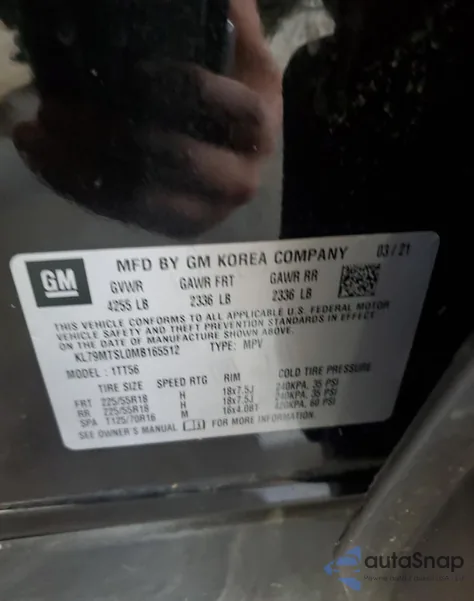 GM
MFD BY GM KOREA COMPANY 03/21
GVWR GAWR FRT GAWR RR
4255 LB 2336 LB 2336 LB
THIS VEHICLE CONFORMS TO ALL APPLICABLE U.S. FEDERAL MOTOR
VEHICLE SAFETY AND THEFT PREVENTION STANDARDS IN EFFECT
ON THE DATE OF MANUFACTURE SHOWN ABOVE.
KL79MTSL0MB165512 TYPE: MPV
MODEL: 1TT56
TIRE SIZE SPEED RTG RIM COLD TIRE PRESSURE
FRT 225/55R18 H 18x7.5J 240KPA, 35 PSI
RR 225/55R18 H 18x7.5J 240KPA, 35 PSI
SPA T125/70R16 M 16x4.0BT 420KPA, 60 PSI
SEE OWNER'S MANUAL FOR MORE INFORMATION.
autaSnap